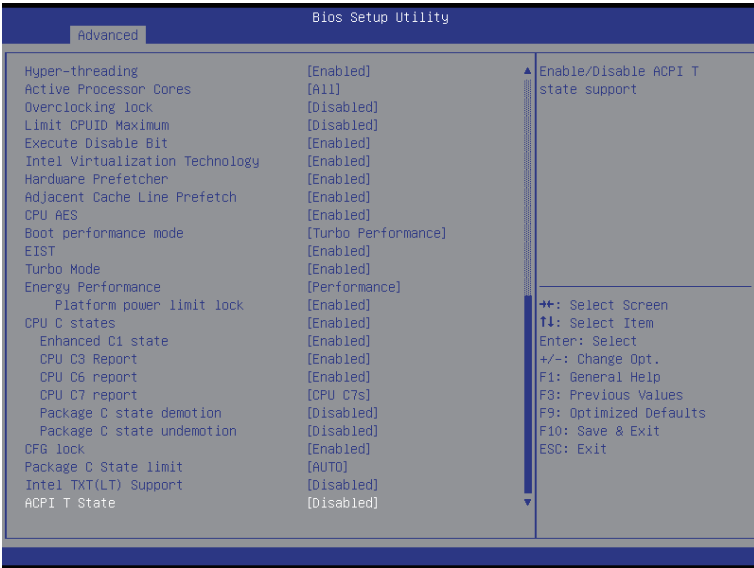 Bios Setup Utility
Advanced
Hyper-threading [Enabled]
Active Processor Cores [All]
Overclocking lock [Disabled]
Limit CPUID Maximum [Disabled]
Execute Disable Bit [Enabled]
Intel Virtualization Technology [Enabled]
Hardware Prefetcher [Enabled]
Adjacent Cache Line Prefetch [Enabled]
CPU AES [Enabled]
Boot performance mode [Turbo Performance]
EIST [Enabled]
Turbo Mode [Enabled]
Energy Performance [Performance]
Platform power limit lock [Enabled]
CPU C states [Enabled]
Enhanced C1 state [Enabled]
CPU C3 Report [Enabled]
CPU C6 report [Enabled]
CPU C7 report [CPU C7s]
Package C state demotion [Disabled]
Package C state undemotion [Disabled]
CFG lock [Enabled]
Package C State limit [AUTO]
Intel TXT(LT) Support [Disabled]
ACPI T State [Disabled]
Enable/Disable ACPI T
state support
→←: Select Screen
↑↓: Select Item
Enter: Select
+/-: Change Opt.
F1: General Help
F3: Previous Values
F9: Optimized Defaults
F10: Save & Exit
ESC: Exit